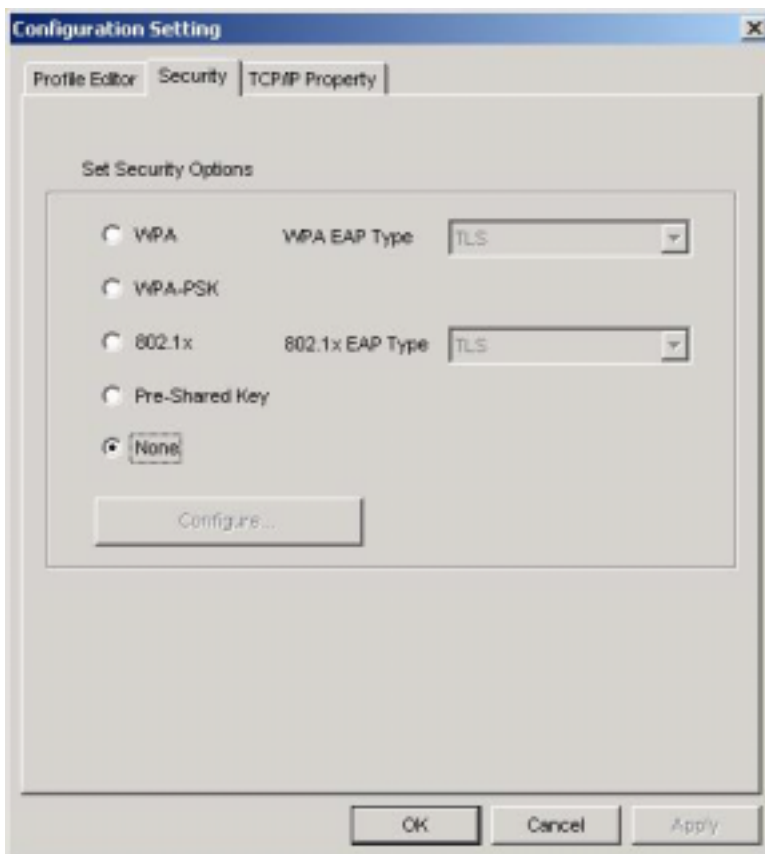 Configuration Setting
Profile Editor Security TCP/IP Property
Set Security Options
WPA WPA EAP Type TLS
WPA-PSK
802.1x 802.1x EAP Type TLS
Pre-Shared Key
None
Configure...
OK Cancel Apply